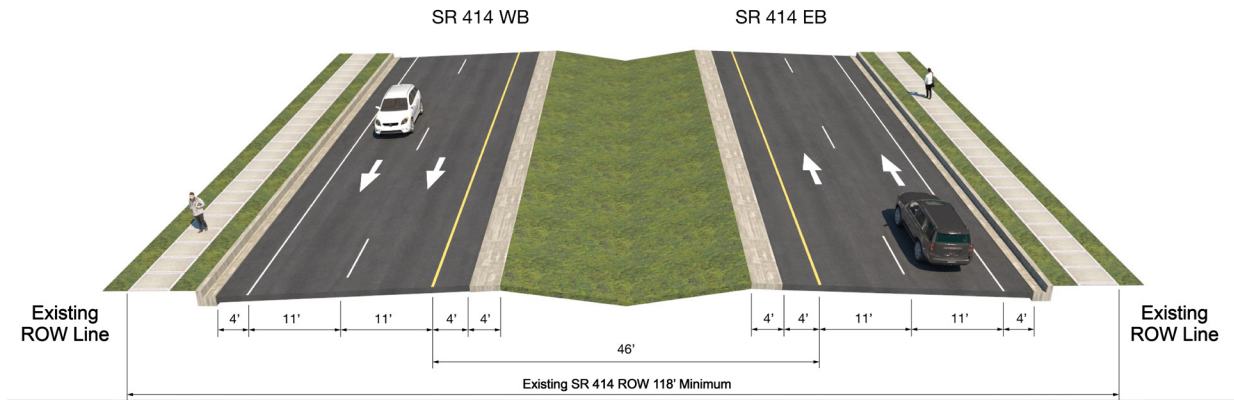 SR 414 WB
SR 414 EB
Existing
ROW Line
4’ 11’ 11’ 4’ 4’
4’ 4’ 11’ 11’ 4’
Existing
ROW Line
46’
Existing SR 414 ROW 118’ Minimum